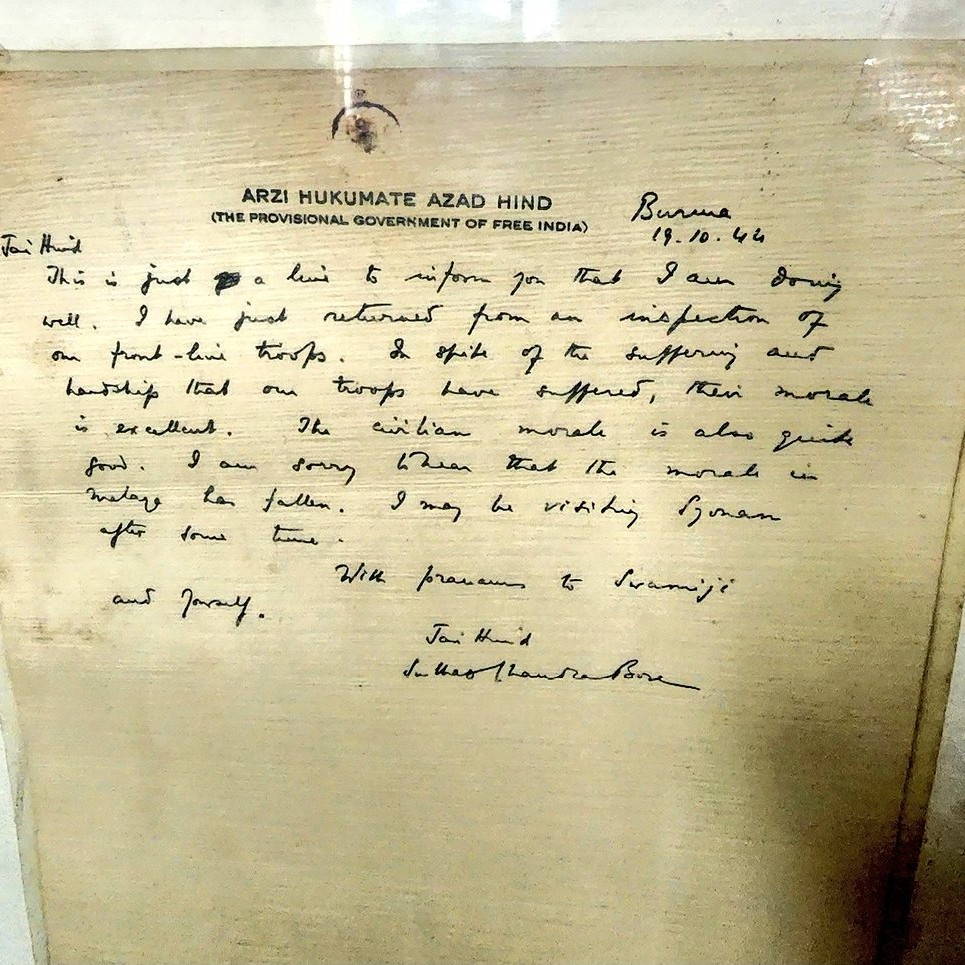 ARZI HUKUMATE AZAD HIND
(THE PROVISIONAL GOVERNMENT OF FREE INDIA)
Burma
19.10.44
Jai Hind
This is just a line to inform you that I am doing
well. I have just returned from an inspection of
our front-line troops. In spite of the suffering and
hardship that our troops have suffered, their morale
is excellent. The civilian morale is also quite
good. I am sorry to hear that the morale in
Malaya has fallen. I may be visiting Syonan
after some time.
With pranams to Swamiji
and yourself.
Jai Hind
Subhas Chandra Bose